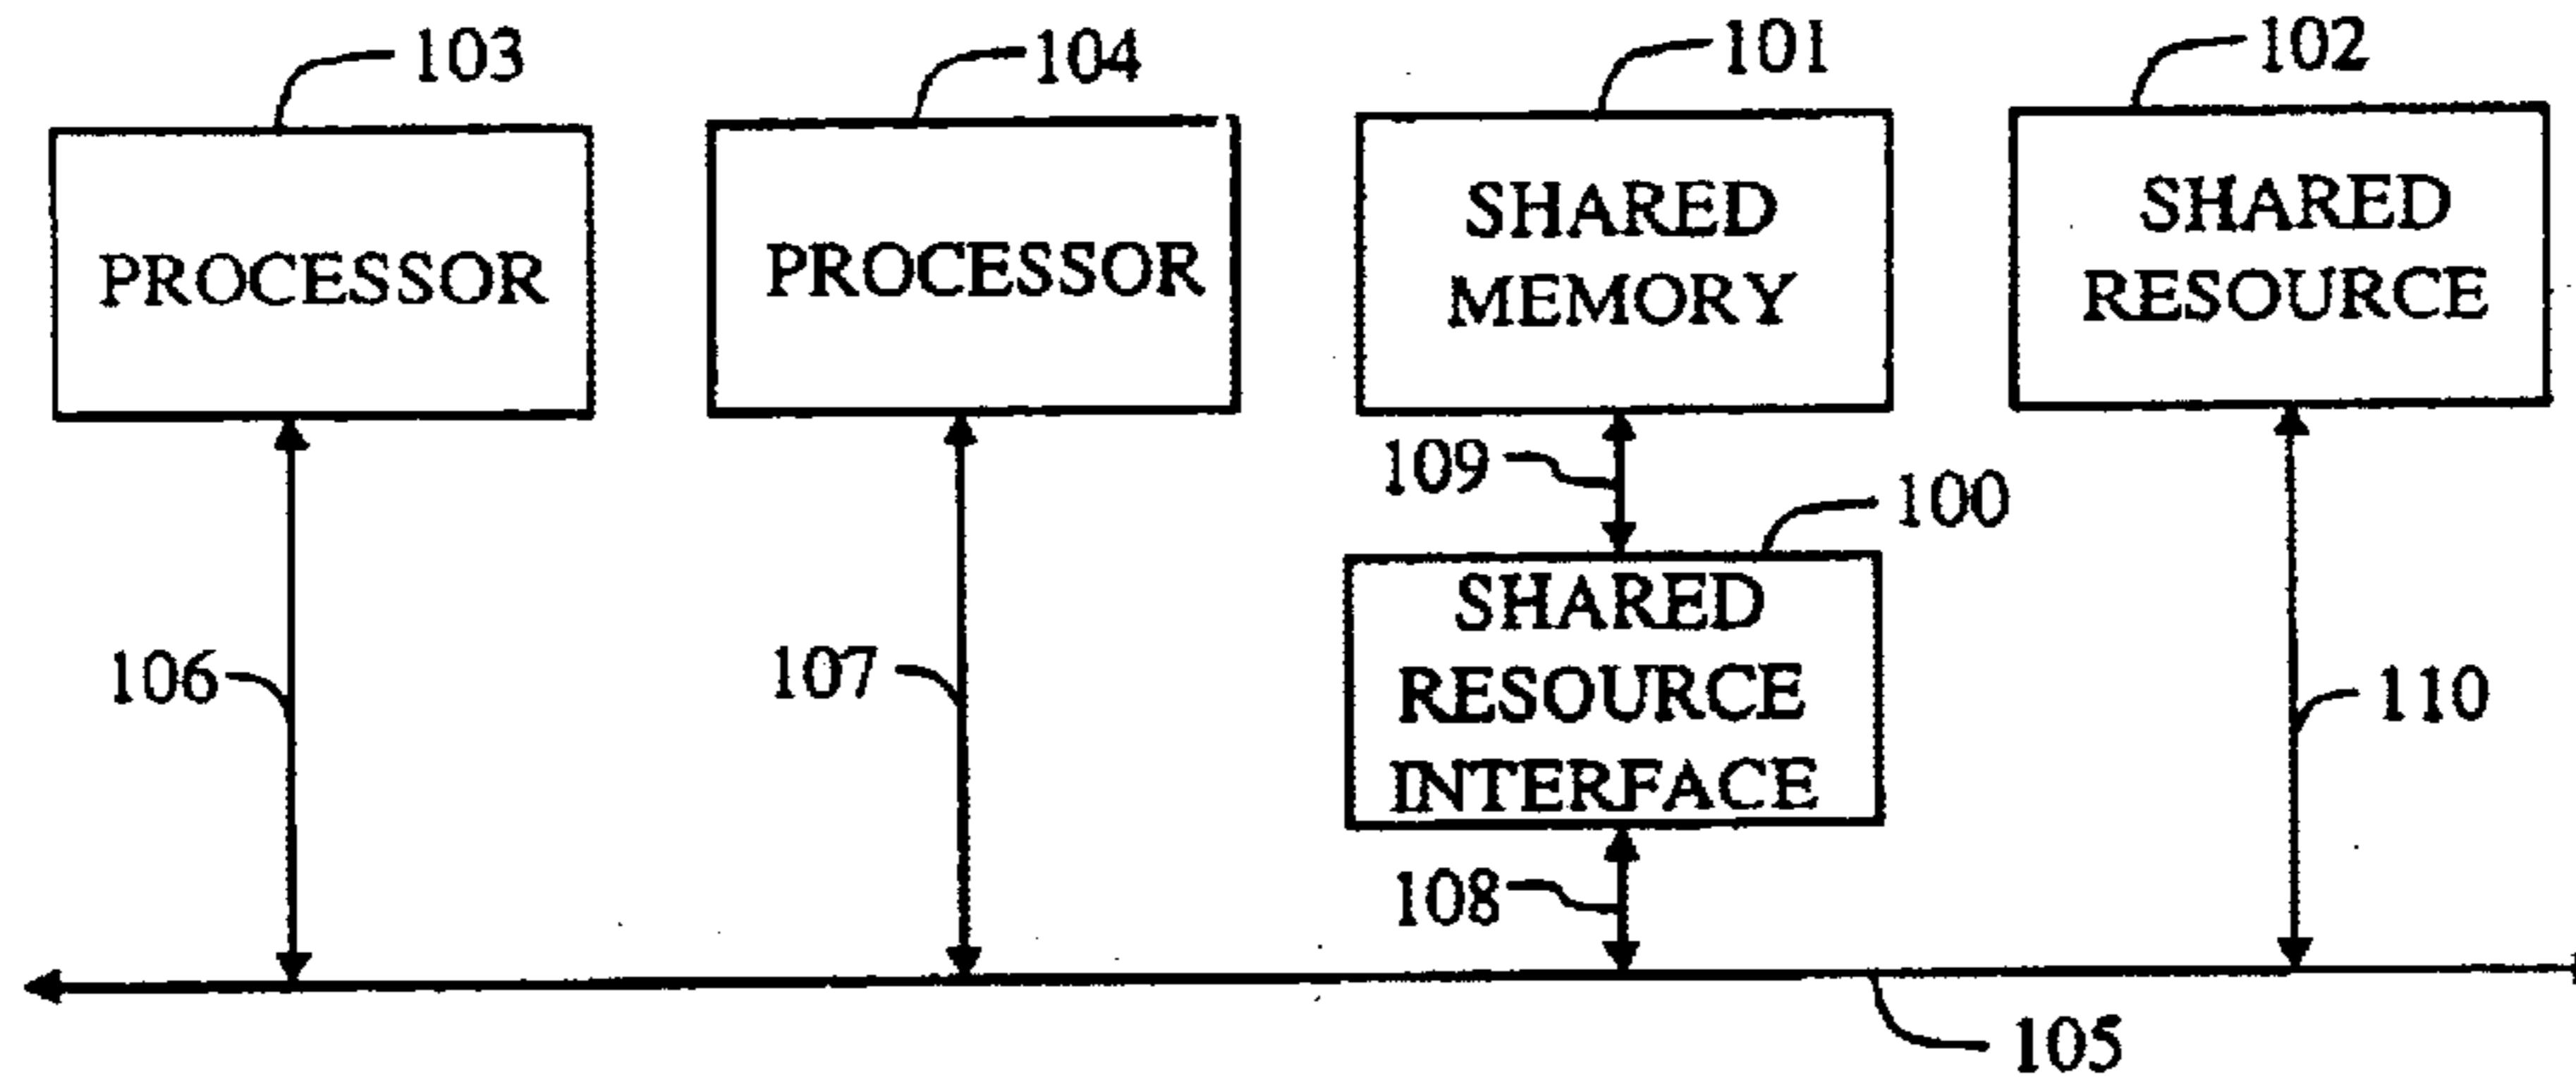 103
104
101
102
PROCESSOR
PROCESSOR
SHARED
MEMORY
SHARED
RESOURCE
109
100
SHARED
RESOURCE
INTERFACE
106
107
110
108
105